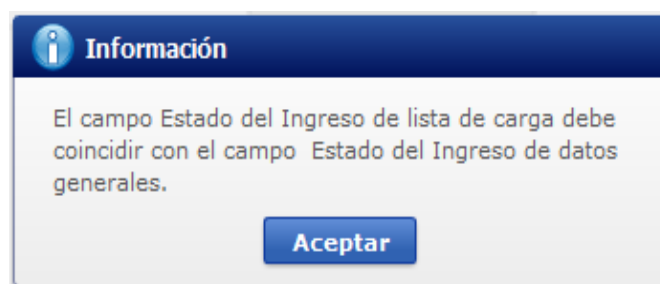 Información
El campo Estado del Ingreso de lista de carga debe
coincidir con el campo Estado del Ingreso de datos
generales.
Aceptar